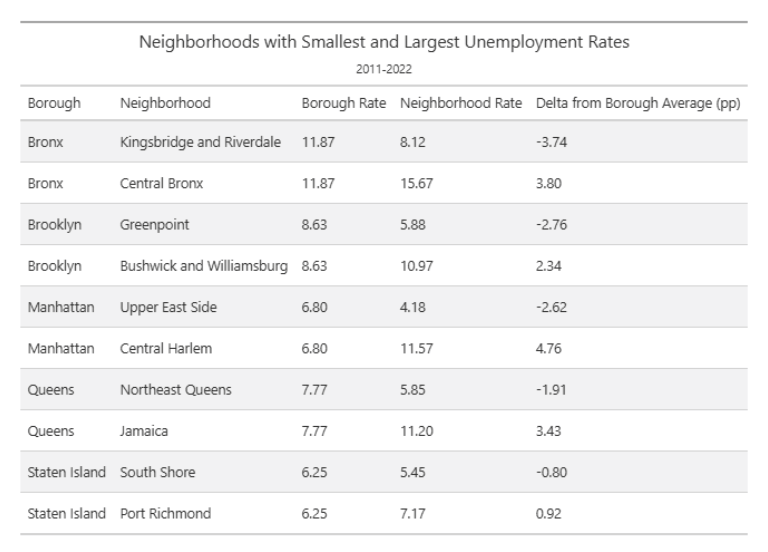 Neighborhoods with Smallest and Largest Unemployment Rates
2011-2022
Borough Neighborhood Borough Rate Neighborhood Rate Delta from Borough Average (pp)
Bronx Kingsbridge and Riverdale 11.87 8.12 -3.74
Bronx Central Bronx 11.87 15.67 3.80
Brooklyn Greenpoint 8.63 5.88 -2.76
Brooklyn Bushwick and Williamsburg 8.63 10.97 2.34
Manhattan Upper East Side 6.80 4.18 -2.62
Manhattan Central Harlem 6.80 11.57 4.76
Queens Northeast Queens 7.77 5.85 -1.91
Queens Jamaica 7.77 11.20 3.43
Staten Island South Shore 6.25 5.45 -0.80
Staten Island Port Richmond 6.25 7.17 0.92